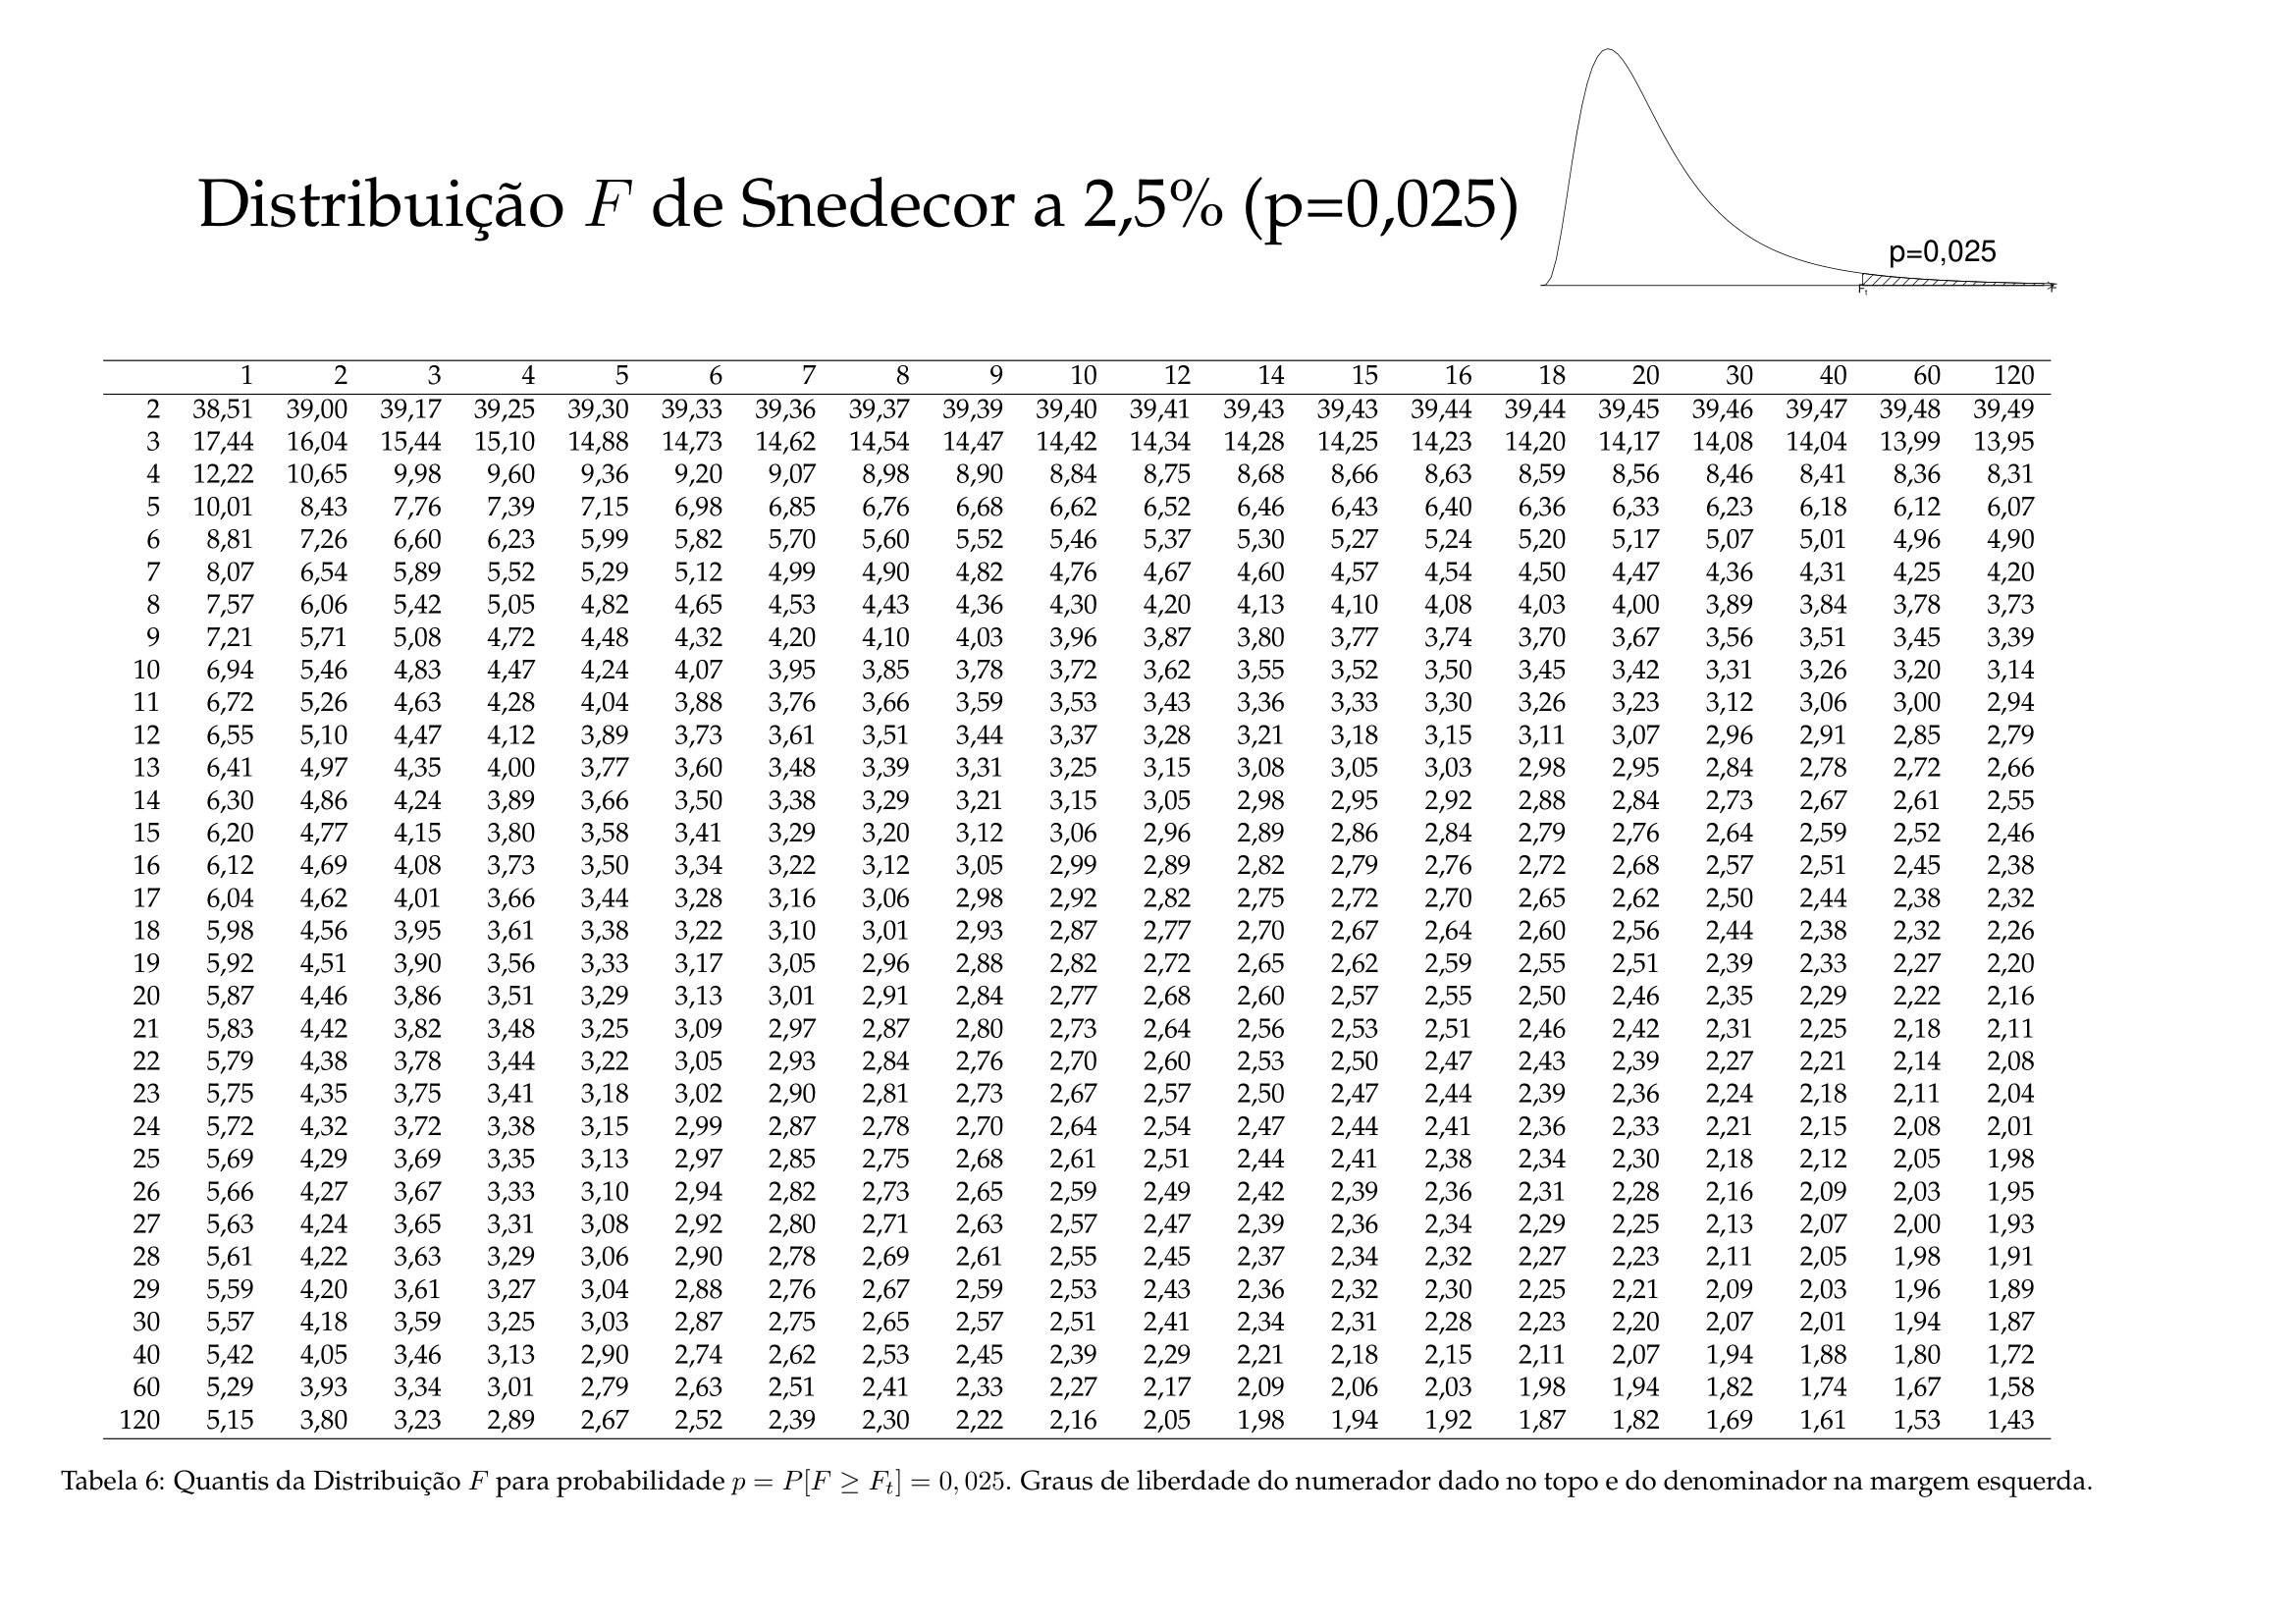 Distribuição F de Snedecor a 2,5% (p=0,025)
p=0,025
Ft
1 2 3 4 5 6 7 8 9 10 12 14 15 16 18 20 30 40 60 120
2 38,51 39,00 39,17 39,25 39,30 39,33 39,36 39,37 39,39 39,40 39,41 39,43 39,43 39,44 39,44 39,45 39,46 39,47 39,48 39,49
3 17,44 16,04 15,44 15,10 14,88 14,73 14,62 14,54 14,47 14,42 14,34 14,28 14,25 14,23 14,20 14,17 14,08 14,04 13,99 13,95
4 12,22 10,65 9,98 9,60 9,36 9,20 9,07 8,98 8,90 8,84 8,75 8,68 8,66 8,63 8,59 8,56 8,46 8,41 8,36 8,31
5 10,01 8,43 7,76 7,39 7,15 6,98 6,85 6,76 6,68 6,62 6,52 6,46 6,43 6,40 6,36 6,33 6,23 6,18 6,12 6,07
6 8,81 7,26 6,60 6,23 5,99 5,82 5,70 5,60 5,52 5,46 5,37 5,30 5,27 5,24 5,20 5,17 5,07 5,01 4,96 4,90
7 8,07 6,54 5,89 5,52 5,29 5,12 4,99 4,90 4,82 4,76 4,67 4,60 4,57 4,54 4,50 4,47 4,36 4,31 4,25 4,20
8 7,57 6,06 5,42 5,05 4,82 4,65 4,53 4,43 4,36 4,30 4,20 4,13 4,10 4,08 4,03 4,00 3,89 3,84 3,78 3,73
9 7,21 5,71 5,08 4,72 4,48 4,32 4,20 4,10 4,03 3,96 3,87 3,80 3,77 3,74 3,70 3,67 3,56 3,51 3,45 3,39
10 6,94 5,46 4,83 4,47 4,24 4,07 3,95 3,85 3,78 3,72 3,62 3,55 3,52 3,50 3,45 3,42 3,31 3,26 3,20 3,14
11 6,72 5,26 4,63 4,28 4,04 3,88 3,76 3,66 3,59 3,53 3,43 3,36 3,33 3,30 3,26 3,23 3,12 3,06 3,00 2,94
12 6,55 5,10 4,47 4,12 3,89 3,73 3,61 3,51 3,44 3,37 3,28 3,21 3,18 3,15 3,11 3,07 2,96 2,91 2,85 2,79
13 6,41 4,97 4,35 4,00 3,77 3,60 3,48 3,39 3,31 3,25 3,15 3,08 3,05 3,03 2,98 2,95 2,84 2,78 2,72 2,66
14 6,30 4,86 4,24 3,89 3,66 3,50 3,38 3,29 3,21 3,15 3,05 2,98 2,95 2,92 2,88 2,84 2,73 2,67 2,61 2,55
15 6,20 4,77 4,15 3,80 3,58 3,41 3,29 3,20 3,12 3,06 2,96 2,89 2,86 2,84 2,79 2,76 2,64 2,59 2,52 2,46
16 6,12 4,69 4,08 3,73 3,50 3,34 3,22 3,12 3,05 2,99 2,89 2,82 2,79 2,76 2,72 2,68 2,57 2,51 2,45 2,38
17 6,04 4,62 4,01 3,66 3,44 3,28 3,16 3,06 2,98 2,92 2,82 2,75 2,72 2,70 2,65 2,62 2,50 2,44 2,38 2,32
18 5,98 4,56 3,95 3,61 3,38 3,22 3,10 3,01 2,93 2,87 2,77 2,70 2,67 2,64 2,60 2,56 2,44 2,38 2,32 2,26
19 5,92 4,51 3,90 3,56 3,33 3,17 3,05 2,96 2,88 2,82 2,72 2,65 2,62 2,59 2,55 2,51 2,39 2,33 2,27 2,20
20 5,87 4,46 3,86 3,51 3,29 3,13 3,01 2,91 2,84 2,77 2,68 2,60 2,57 2,55 2,50 2,46 2,35 2,29 2,22 2,16
21 5,83 4,42 3,82 3,48 3,25 3,09 2,97 2,87 2,80 2,73 2,64 2,56 2,53 2,51 2,46 2,42 2,31 2,25 2,18 2,11
22 5,79 4,38 3,78 3,44 3,22 3,05 2,93 2,84 2,76 2,70 2,60 2,53 2,50 2,47 2,43 2,39 2,27 2,21 2,14 2,08
23 5,75 4,35 3,75 3,41 3,18 3,02 2,90 2,81 2,73 2,67 2,57 2,50 2,47 2,44 2,39 2,36 2,24 2,18 2,11 2,04
24 5,72 4,32 3,72 3,38 3,15 2,99 2,87 2,78 2,70 2,64 2,54 2,47 2,44 2,41 2,36 2,33 2,21 2,15 2,08 2,01
25 5,69 4,29 3,69 3,35 3,13 2,97 2,85 2,75 2,68 2,61 2,51 2,44 2,41 2,38 2,34 2,30 2,18 2,12 2,05 1,98
26 5,66 4,27 3,67 3,33 3,10 2,94 2,82 2,73 2,65 2,59 2,49 2,42 2,39 2,36 2,31 2,28 2,16 2,09 2,03 1,95
27 5,63 4,24 3,65 3,31 3,08 2,92 2,80 2,71 2,63 2,57 2,47 2,39 2,36 2,34 2,29 2,25 2,13 2,07 2,00 1,93
28 5,61 4,22 3,63 3,29 3,06 2,90 2,78 2,69 2,61 2,55 2,45 2,37 2,34 2,32 2,27 2,23 2,11 2,05 1,98 1,91
29 5,59 4,20 3,61 3,27 3,04 2,88 2,76 2,67 2,59 2,53 2,43 2,36 2,32 2,30 2,25 2,21 2,09 2,03 1,96 1,89
30 5,57 4,18 3,59 3,25 3,03 2,87 2,75 2,65 2,57 2,51 2,41 2,34 2,31 2,28 2,23 2,20 2,07 2,01 1,94 1,87
40 5,42 4,05 3,46 3,13 2,90 2,74 2,62 2,53 2,45 2,39 2,29 2,21 2,18 2,15 2,11 2,07 1,94 1,88 1,80 1,72
60 5,29 3,93 3,34 3,01 2,79 2,63 2,51 2,41 2,33 2,27 2,17 2,09 2,06 2,03 1,98 1,94 1,82 1,74 1,67 1,58
120 5,15 3,80 3,23 2,89 2,67 2,52 2,39 2,30 2,22 2,16 2,05 1,98 1,94 1,92 1,87 1,82 1,69 1,61 1,53 1,43
Tabela 6: Quantis da Distribuição F para probabilidade p = P[F ≥ Ft] = 0, 025. Graus de liberdade do numerador dado no topo e do denominador na margem esquerda.